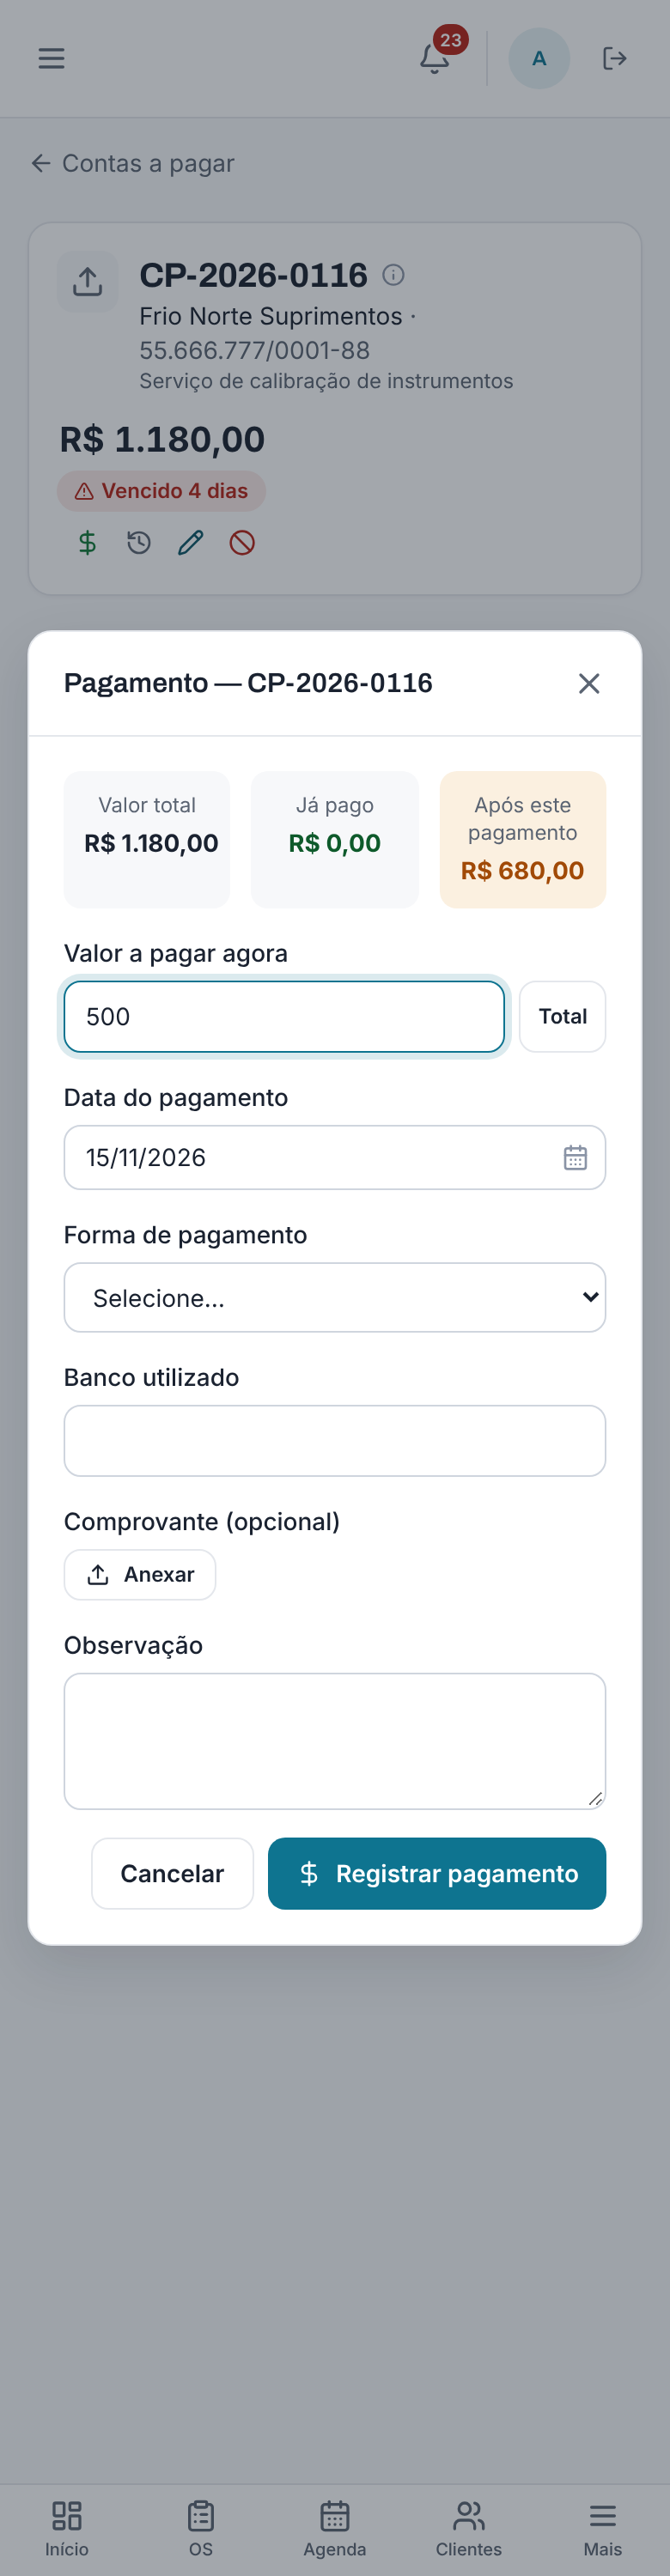 23
A
Contas a pagar
CP-2026-0116
Frio Norte Suprimentos ·
55.666.777/0001-88
Serviço de calibração de instrumentos
R$ 1.180,00
Vencido 4 dias
Pagamento — CP-2026-0116
Valor total
R$ 1.180,00
Já pago
R$ 0,00
Após este
pagamento
R$ 680,00
Valor a pagar agora
500
Total
Data do pagamento
15/11/2026
Forma de pagamento
Selecione...
Banco utilizado
Comprovante (opcional)
Anexar
Observação
Cancelar
Registrar pagamento
Início
OS
Agenda
Clientes
Mais